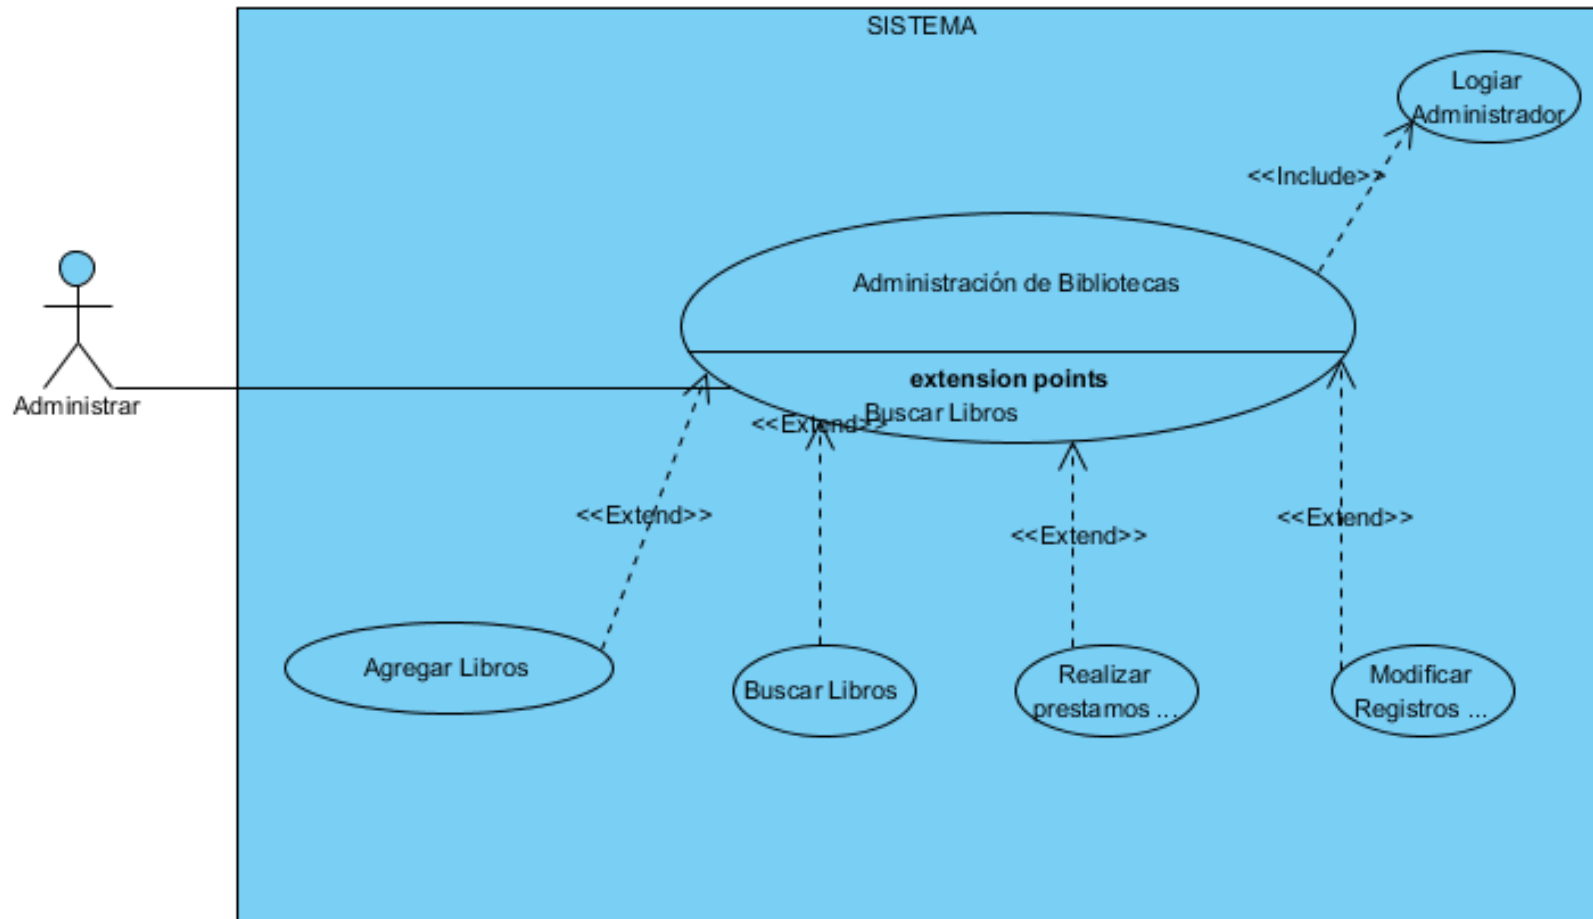 SISTEMA
Logiar
Administrador
<<Include>>
Administración de Bibliotecas
extension points
Buscar Libros
<<Extend>>
Administrar
<<Extend>>
<<Extend>>
<<Extend>>
Agregar Libros
Buscar Libros
Realizar
prestamos ...
Modificar
Registros ...